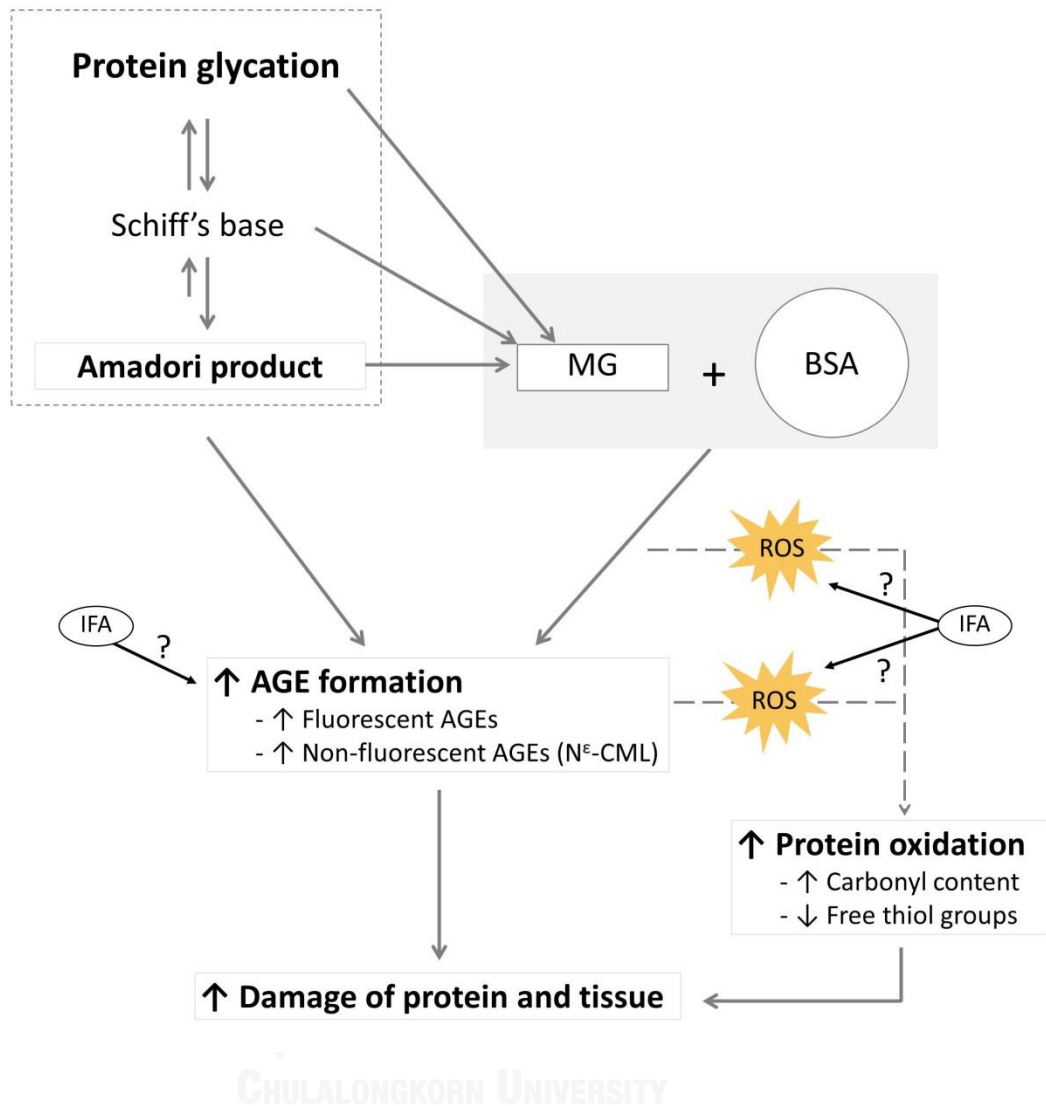 Protein glycation
Schiff’s base
Amadori product
MG
+
BSA
ROS
?
IFA
?
IFA
?
ROS
↑ AGE formation
- ↑ Fluorescent AGEs
- ↑ Non-fluorescent AGEs (Nᵋ-CML)
↑ Protein oxidation
- ↑ Carbonyl content
- ↓ Free thiol groups
↑ Damage of protein and tissue
CHULALONGKORN UNIVERSITY